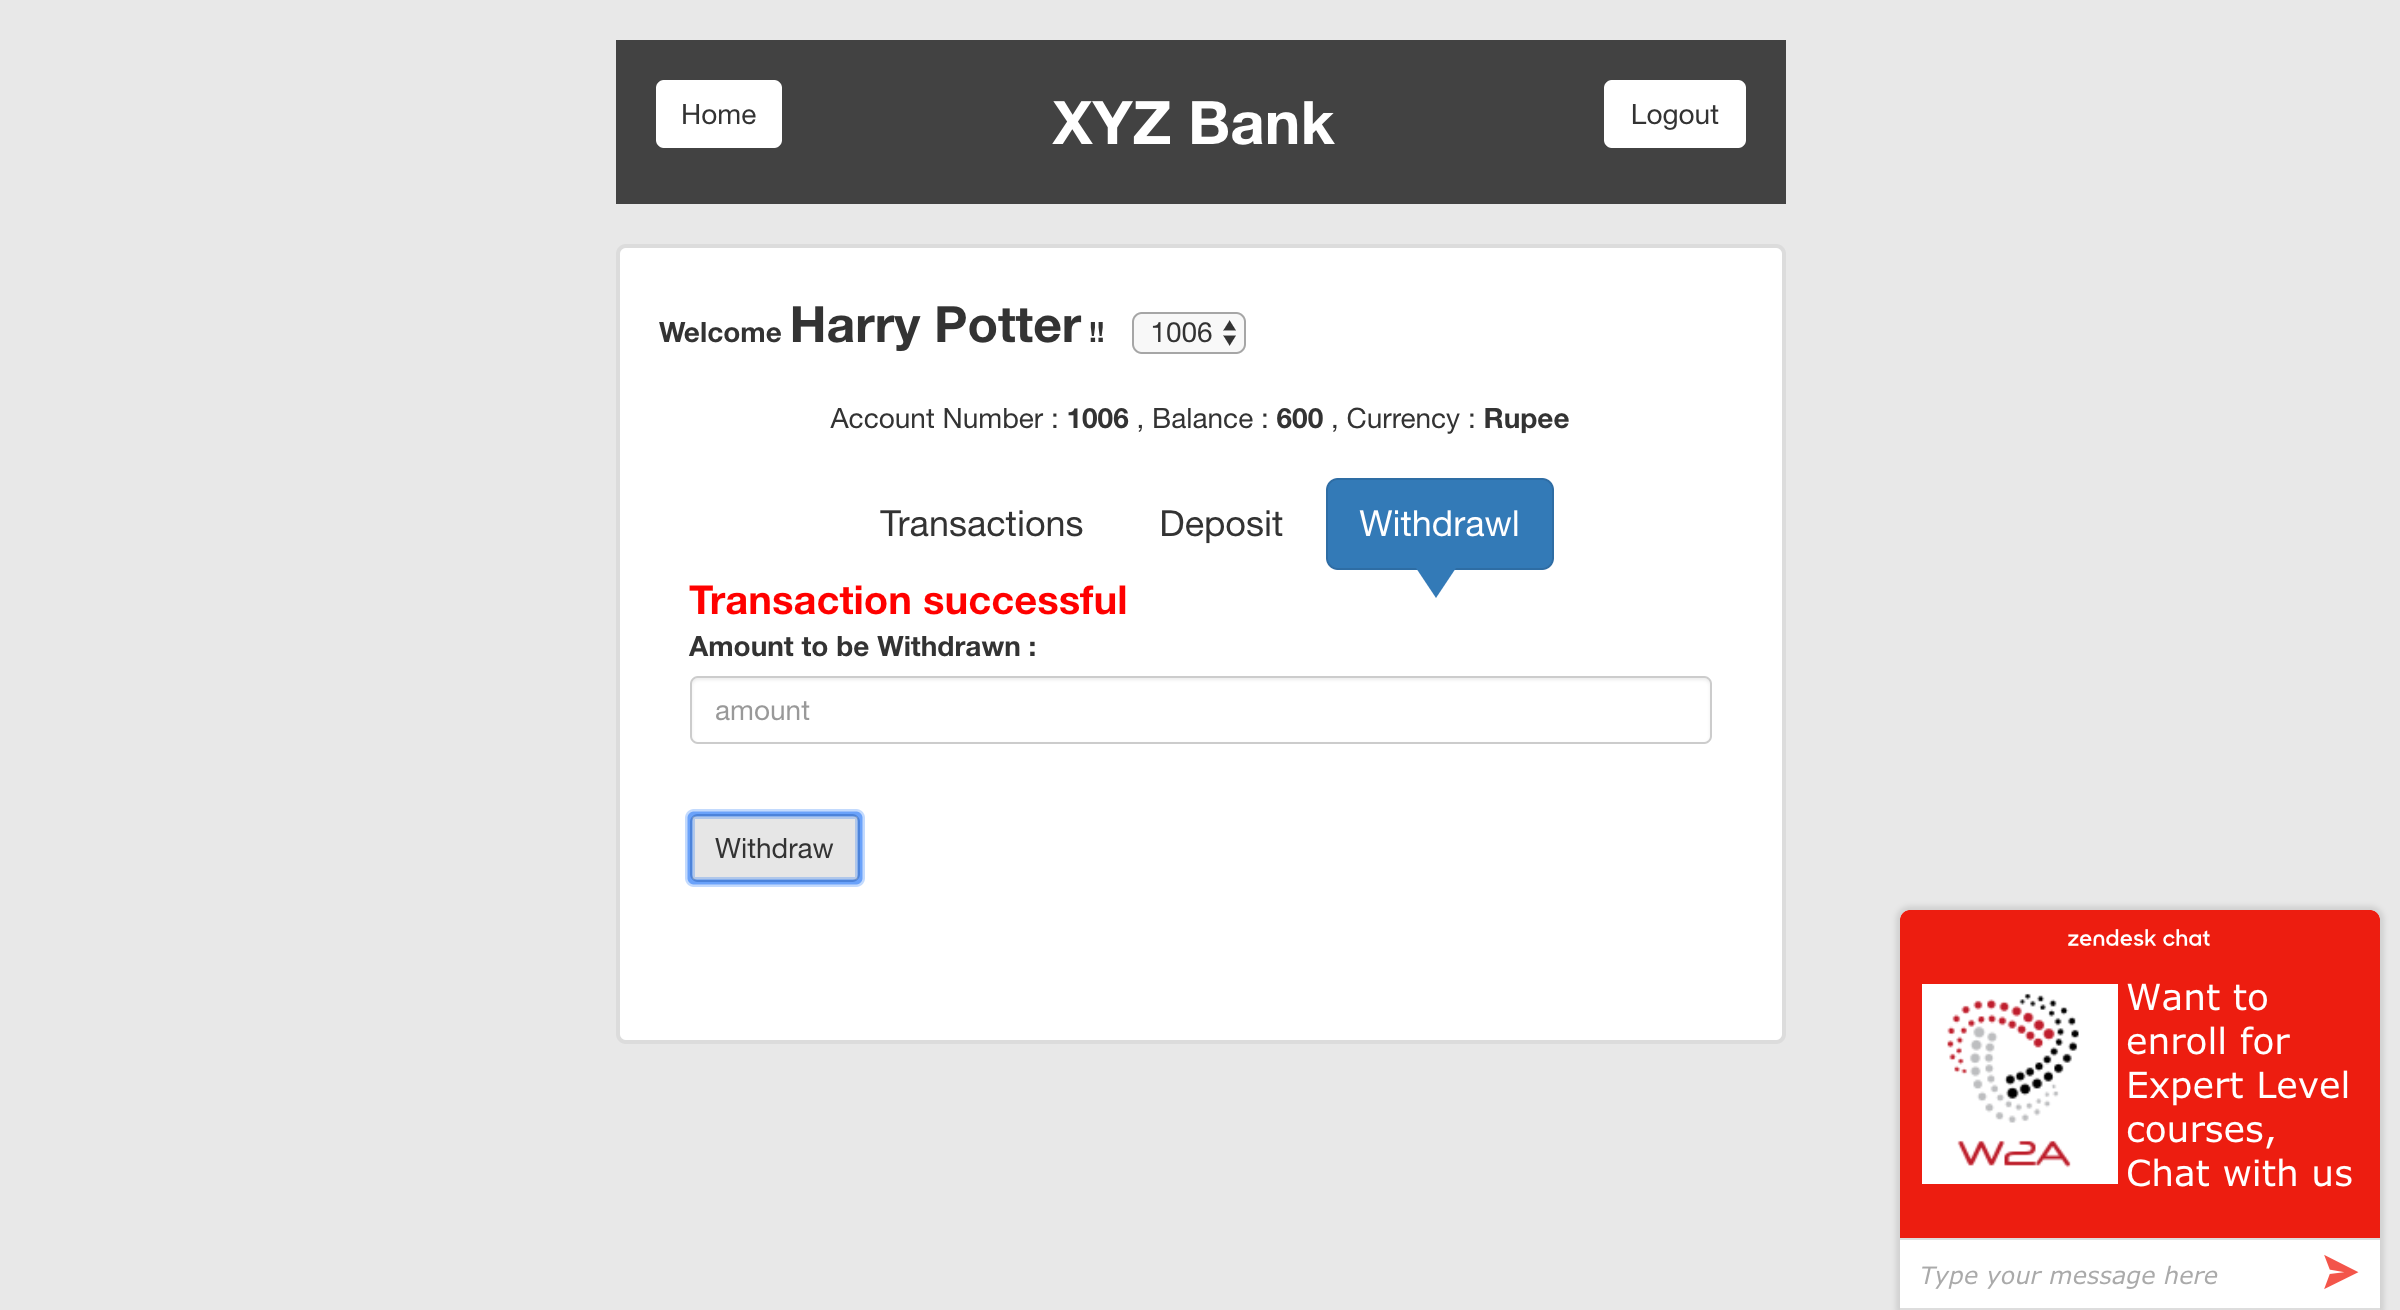 Home
XYZ Bank
Logout
Welcome Harry Potter !! 1006
Account Number : 1006 , Balance : 600 , Currency : Rupee
Transactions
Deposit
Withdrawl
Transaction successful
Amount to be Withdrawn :
amount
Withdraw
zendesk chat
W2A
Want to
enroll for
Expert Level
courses,
Chat with us
Type your message here